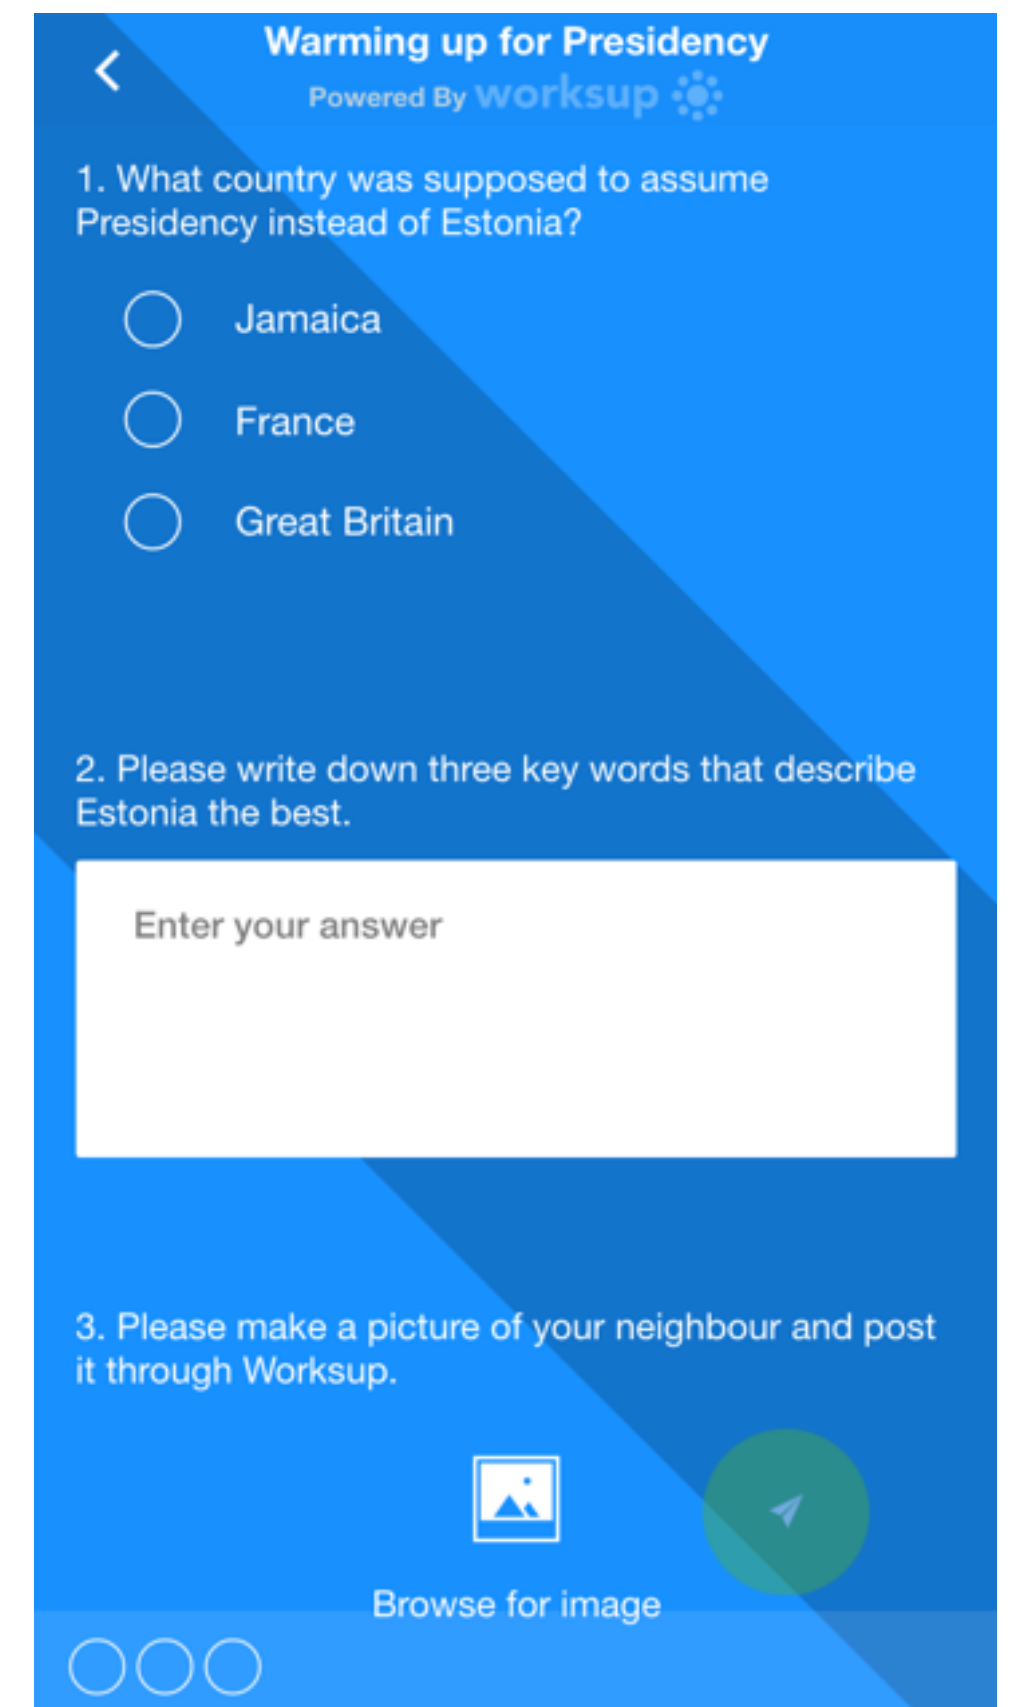 Warming up for Presidency
Powered By worksup
1. What country was supposed to assume
Presidency instead of Estonia?
Jamaica
France
Great Britain
2. Please write down three key words that describe
Estonia the best.
Enter your answer
3. Please make a picture of your neighbour and post
it through Worksup.
Browse for image